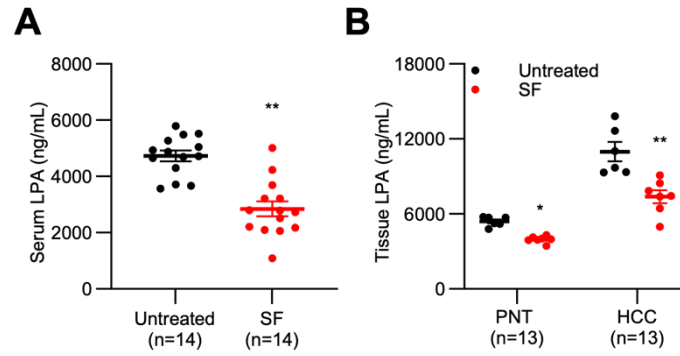 A
Serum LPA (ng/mL)
8000
6000
4000
2000
0
**
Untreated
(n=14)
SF
(n=14)
B
Tissue LPA (ng/mL)
18000
12000
6000
0
Untreated
SF
*
**
PNT
(n=13)
HCC
(n=13)